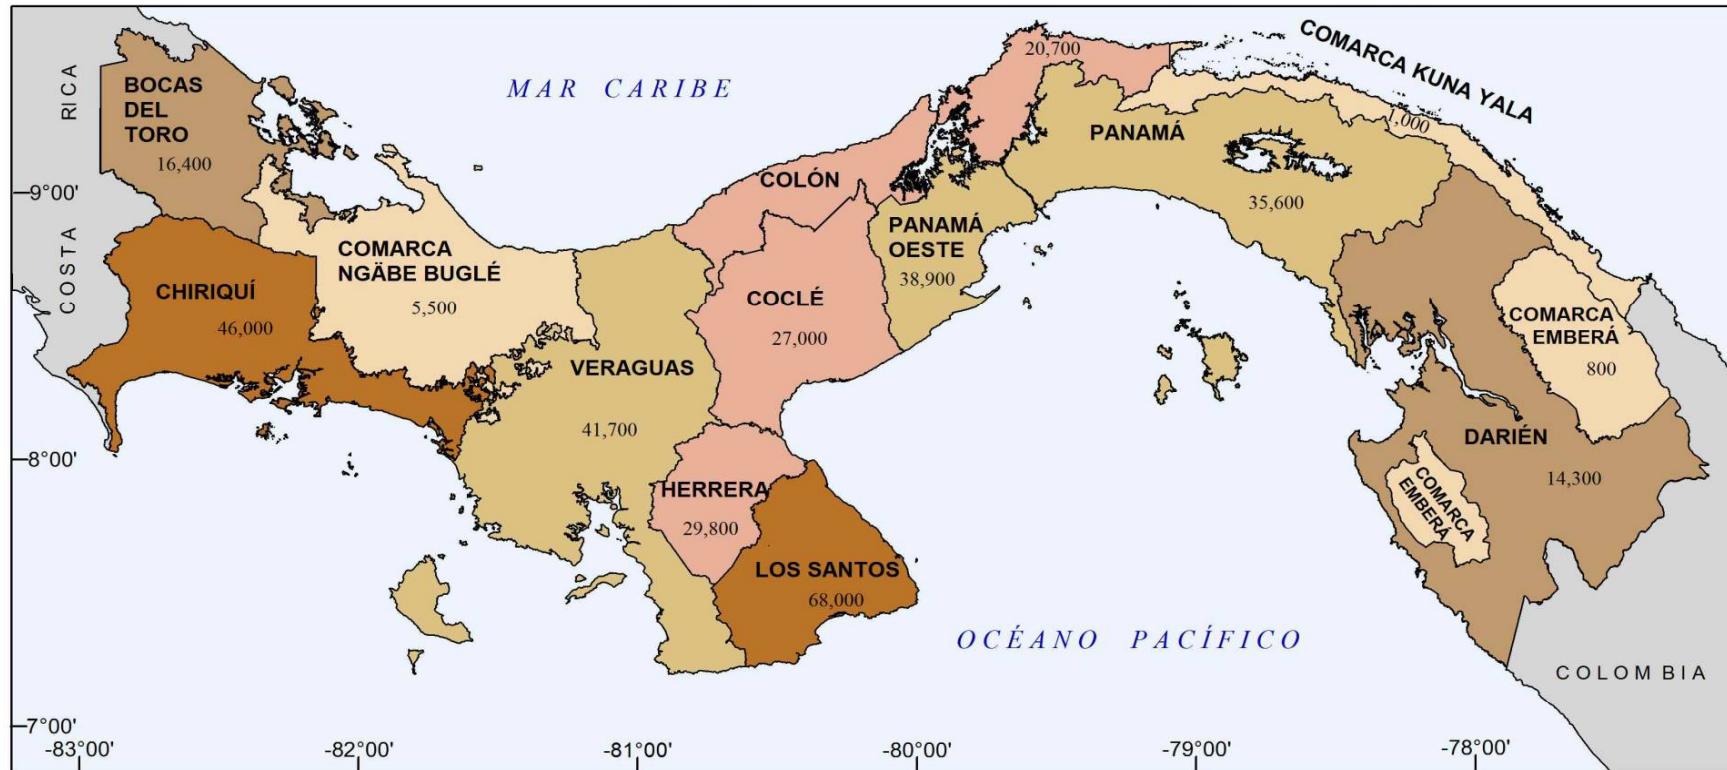 20,700
COMARCA KUNA YALA
RICA
BOCAS
DEL
TORO
16,400
MAR CARIBE
1,000
PANAMÁ
35,600
9°00'
COLÓN
COSTA
COMARCA
NGÄBE BUGLÉ
5,500
PANAMÁ
OESTE
38,900
CHIRIQUÍ
46,000
COCLÉ
27,000
COMARCA
EMBERÁ
800
VERAGUAS
41,700
DARIÉN
14,300
8°00'
HERRERA
29,800
COMARCA
EMBERÁ
LOS SANTOS
68,000
OCÉANO PACÍFICO
COLOMBIA
7°00'
-83°00'
-82°00'
-81°00'
-80°00'
-79°00'
-78°00'